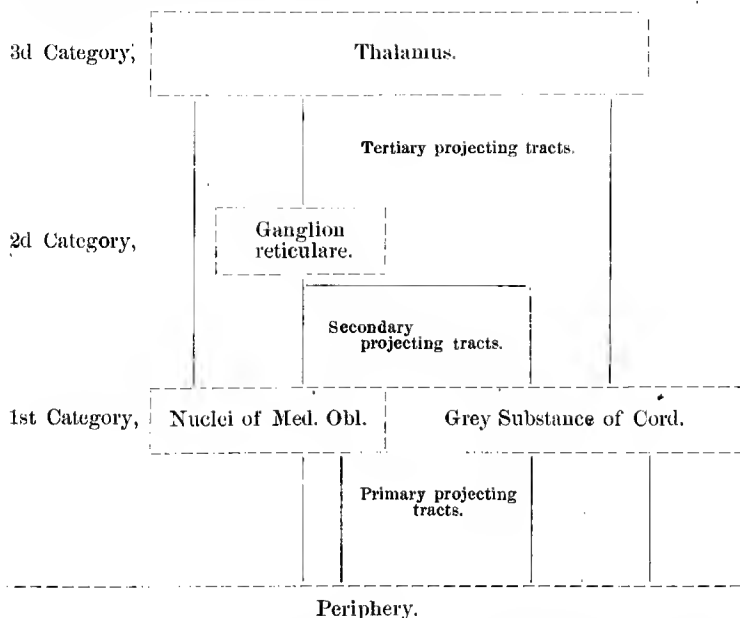 3d Category,
Thalamus.
Tertiary projecting tracts.
2d Category,
Ganglion
reticulare.
Secondary
projecting tracts.
1st Category,
Nuclei of Med. Obl.
Grey Substance of Cord.
Primary projecting
tracts.
Periphery.